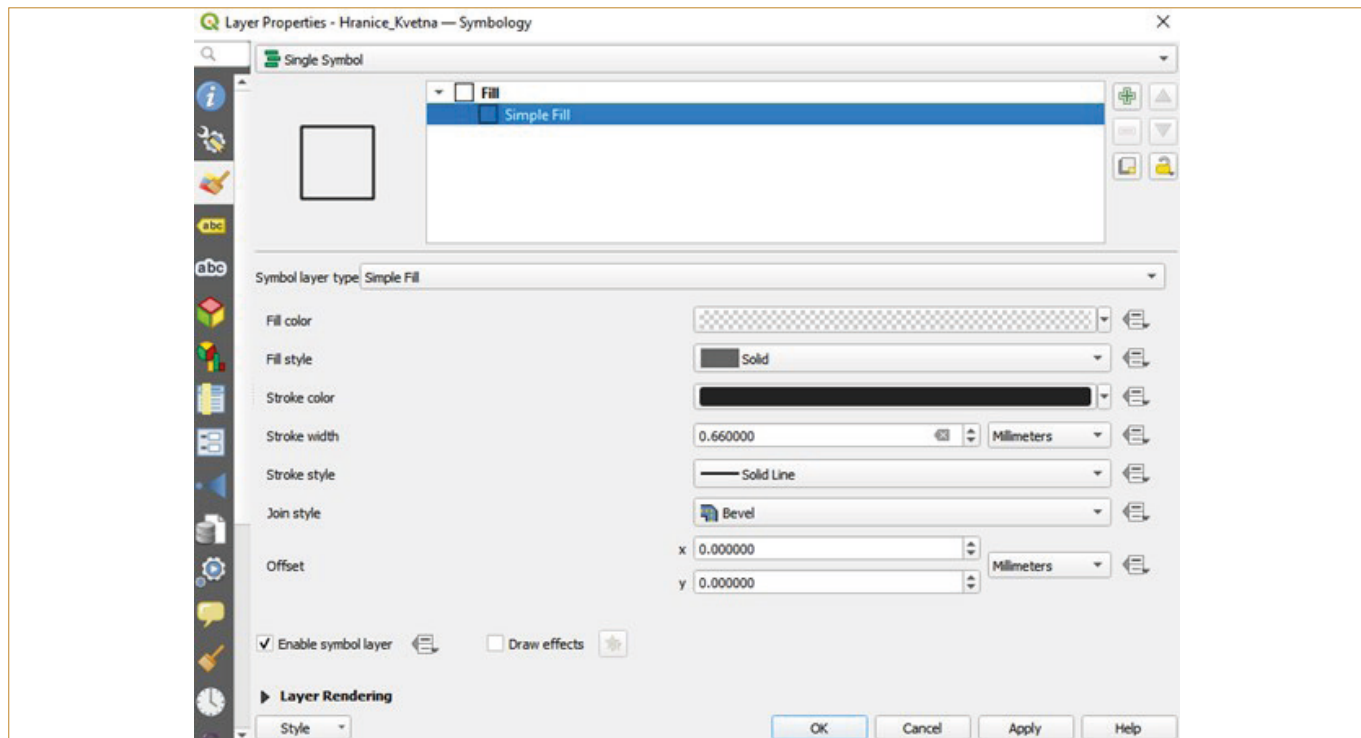 Layer Properties - Hranice_Kvetna — Symbology
Single Symbol
Fill
Simple Fill
abc
abc
Symbol layer type Simple Fill
Fill color
Fill style Solid
Stroke color
Stroke width 0.660000 Millimeters
Stroke style Solid Line
Join style Bevel
x 0.000000
Offset Millimeters
y 0.000000
Enable symbol layer Draw effects
Layer Rendering
Style OK Cancel Apply Help